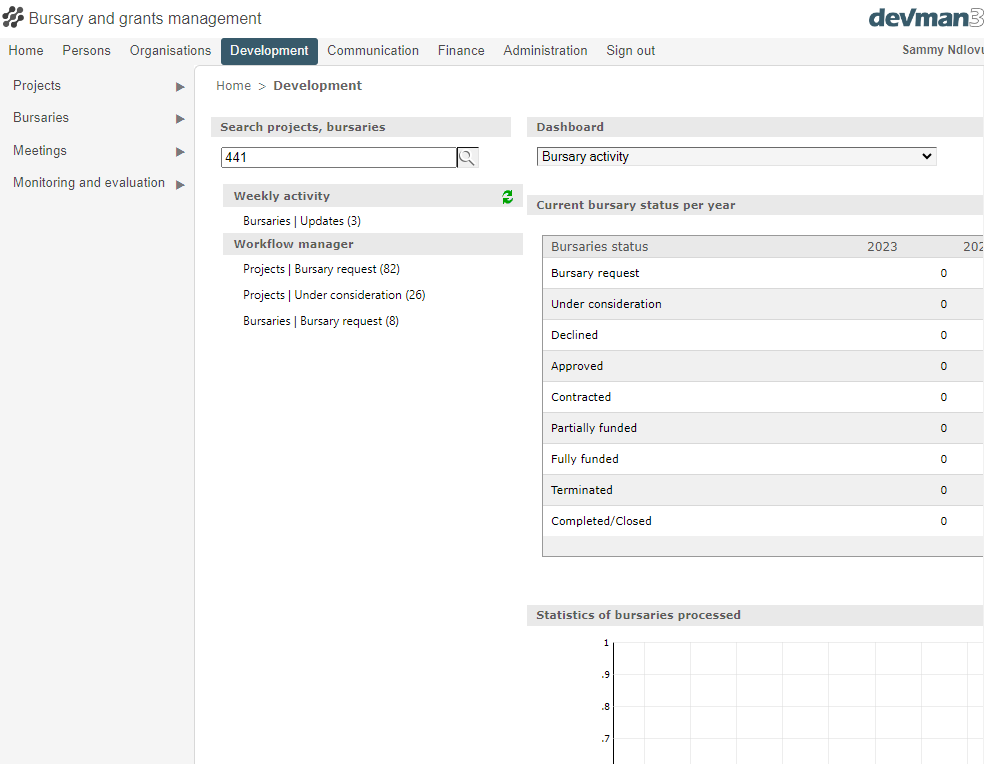 Bursary and grants management
devman3
Home Persons Organisations Development Communication Finance Administration Sign out
Sammy Ndlovu
Projects
Bursaries
Meetings
Monitoring and evaluation
Home > Development
Search projects, bursaries
441
Weekly activity
Bursaries | Updates (3)
Workflow manager
Projects | Bursary request (82)
Projects | Under consideration (26)
Bursaries | Bursary request (8)
Dashboard
Bursary activity
Current bursary status per year
Bursaries status 2023 202
Bursary request 0
Under consideration 0
Declined 0
Approved 0
Contracted 0
Partially funded 0
Fully funded 0
Terminated 0
Completed/Closed 0
Statistics of bursaries processed
1
.9
.8
.7